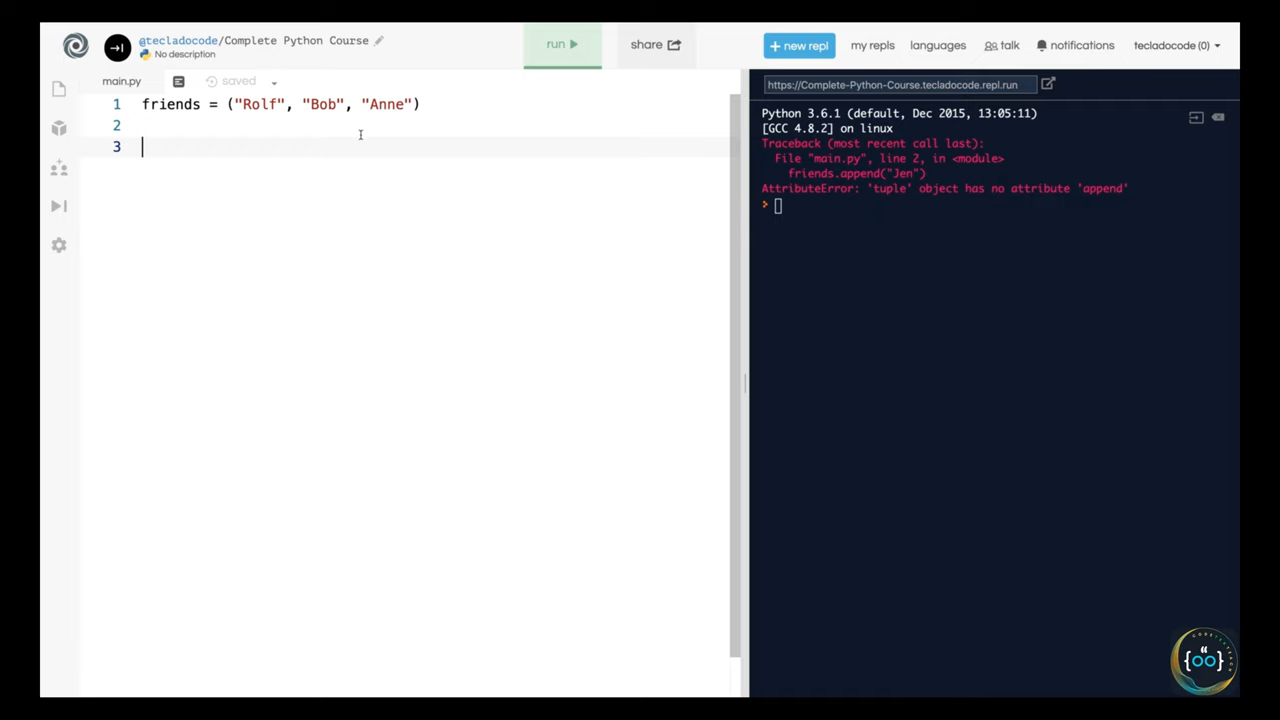 @tecladocode/Complete Python Course
No description
run
share
+ new repl
my repls
languages
talk
notifications
tecladocode (0)
main.py
saved
https://Complete-Python-Course.tecladocode.repl.run
1 friends = ("Rolf", "Bob", "Anne")
2
3
Python 3.6.1 (default, Dec 2015, 13:05:11)
[GCC 4.8.2] on linux
Traceback (most recent call last):
File "main.py", line 2, in <module>
friends.append("Jen")
AttributeError: 'tuple' object has no attribute 'append'